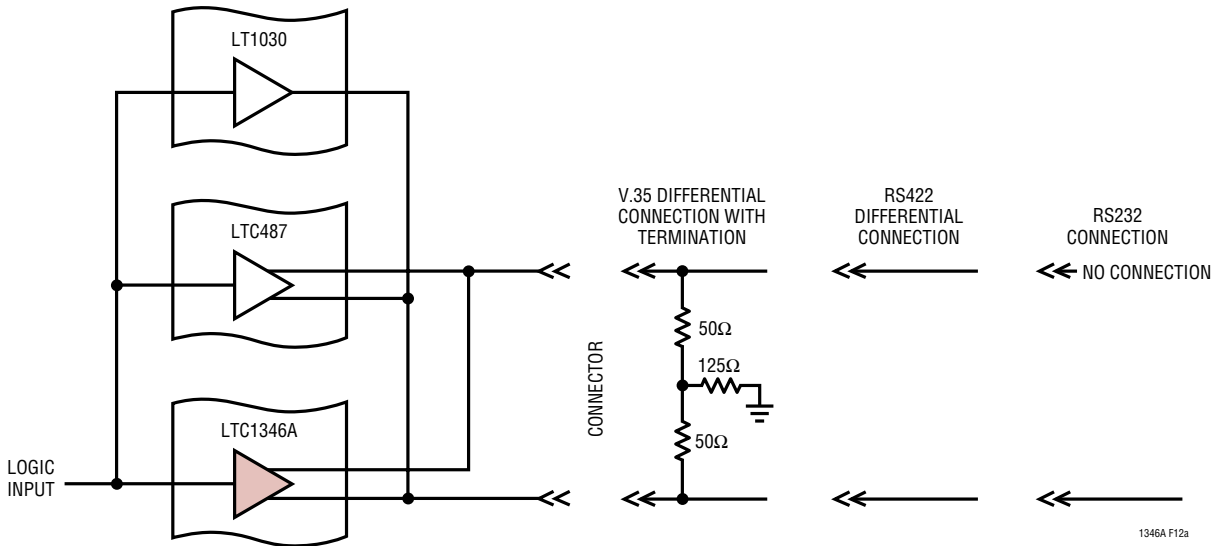 LT1030
LTC487
LTC1346A
LOGIC
INPUT
CONNECTOR
V.35 DIFFERENTIAL
CONNECTION WITH
TERMINATION
50Ω
125Ω
50Ω
RS422
DIFFERENTIAL
CONNECTION
RS232
CONNECTION
NO CONNECTION
1346A F12a